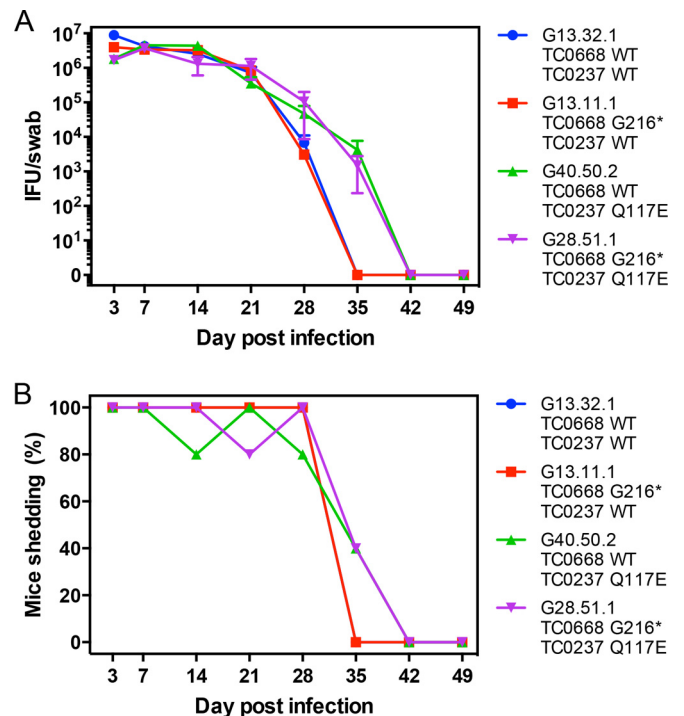 A
IFU/swab
10⁷
10⁶
10⁵
10⁴
10³
10²
10¹
0
3 7 14 21 28 35 42 49
Day post infection
G13.32.1
TC0668 WT
TC0237 WT
G13.11.1
TC0668 G216*
TC0237 WT
G40.50.2
TC0668 WT
TC0237 Q117E
G28.51.1
TC0668 G216*
TC0237 Q117E
B
Mice shedding (%)
100
80
60
40
20
0
3 7 14 21 28 35 42 49
Day post infection
G13.32.1
TC0668 WT
TC0237 WT
G13.11.1
TC0668 G216*
TC0237 WT
G40.50.2
TC0668 WT
TC0237 Q117E
G28.51.1
TC0668 G216*
TC0237 Q117E